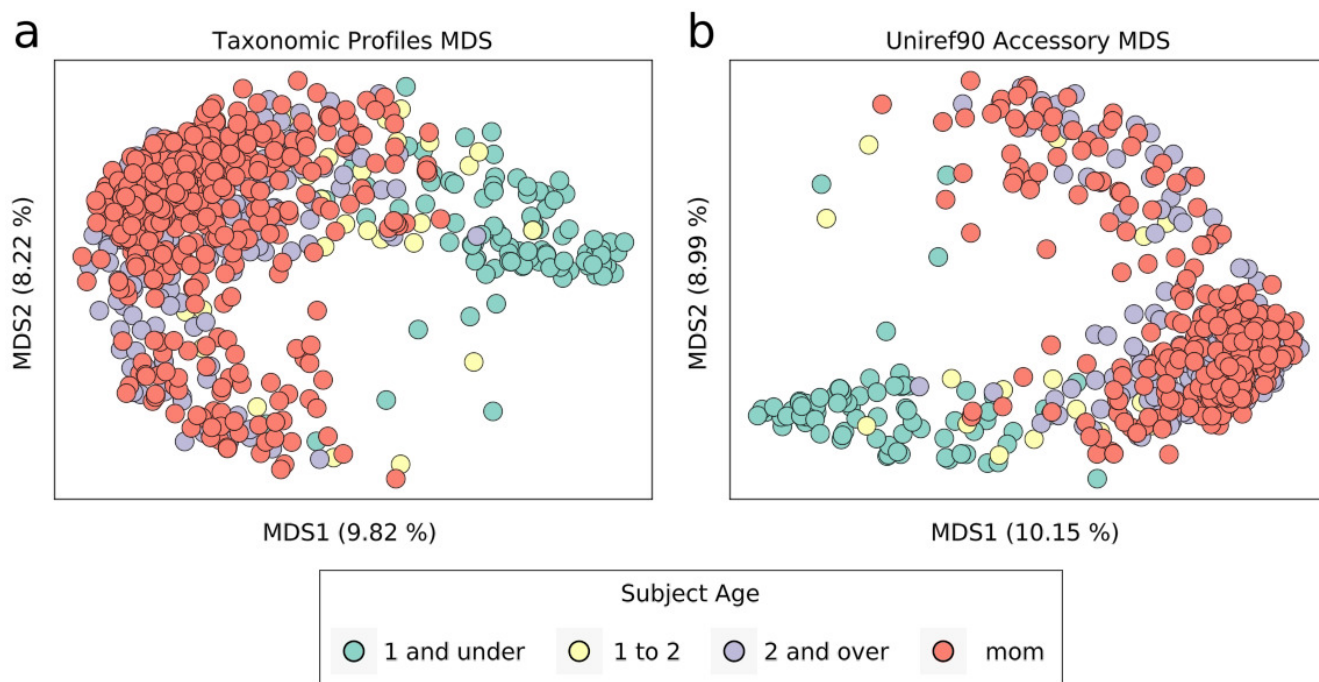 a
Taxonomic Profiles MDS
MDS2 (8.22 %)
MDS1 (9.82 %)
b
Uniref90 Accessory MDS
MDS2 (8.99 %)
MDS1 (10.15 %)
Subject Age
1 and under 1 to 2 2 and over mom